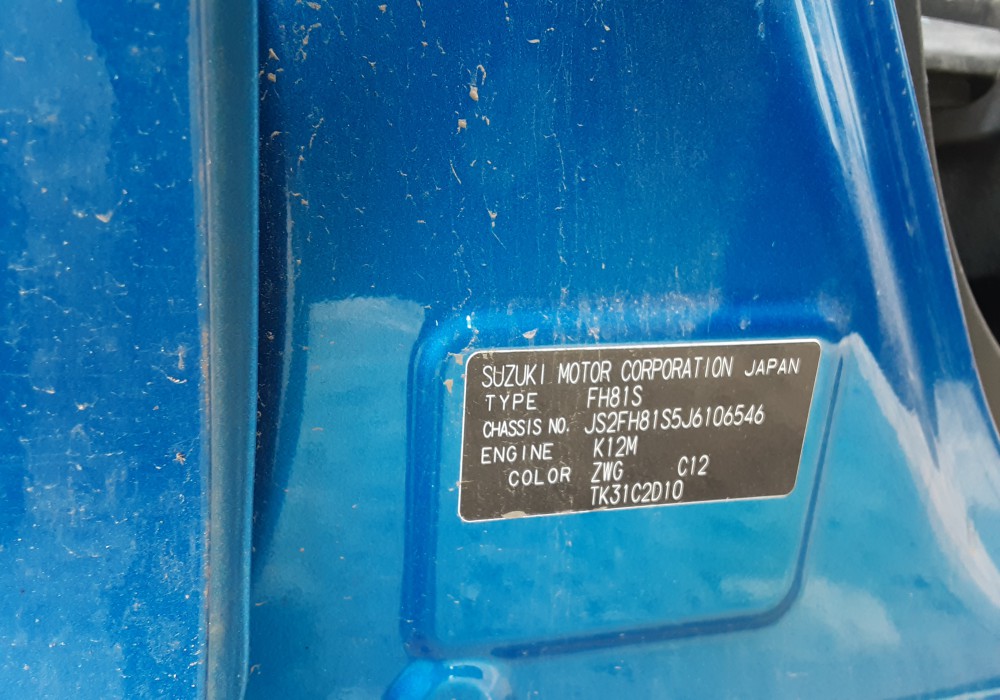 SUZUKI MOTOR CORPORATION JAPAN
TYPE FH81S
CHASSIS NO. JS2FH81S5J6106546
ENGINE K12M
COLOR ZWG C12
TK31C2D10